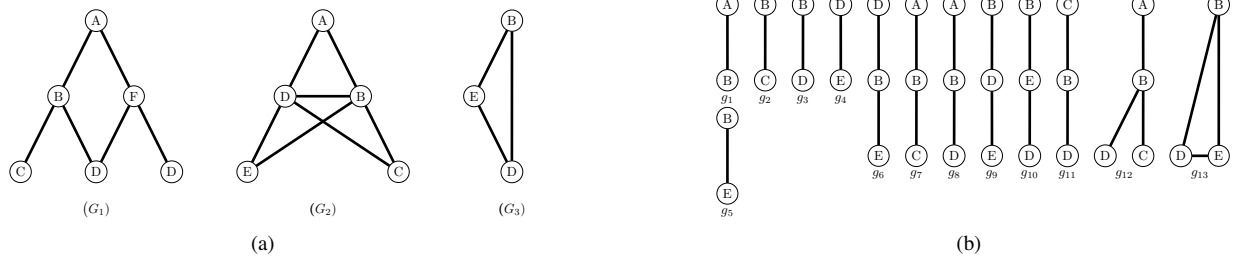 A B A B B D D A A B B C A B
B F D B E B C D E B B B D E B B
g₁ g₂ g₃ g₄
B
C D D E C D E C D E D D D C D E
g₆ g₇ g₈ g₉ g₁₀ g₁₁ g₁₂ g₁₃
E
g₅
(G₁) (G₂) (G₃)
(a) (b)